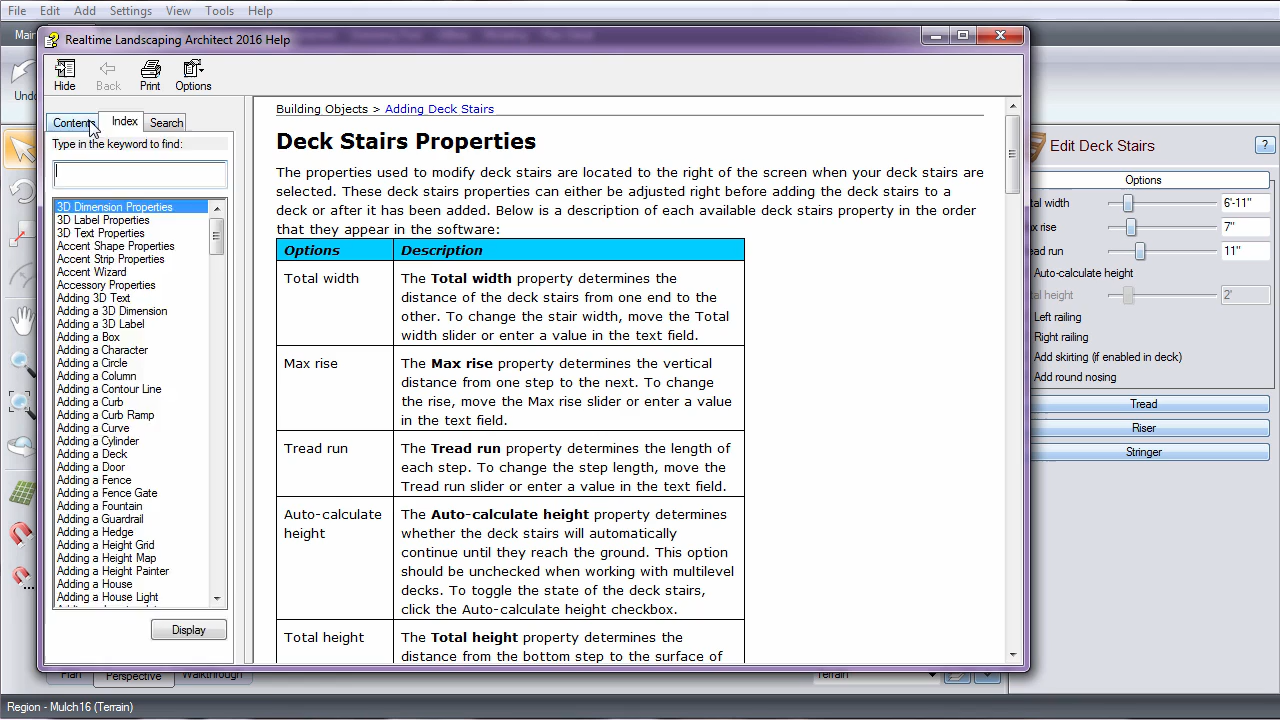 File Edit Add Settings View Tools Help
Main
Realtime Landscaping Architect 2016 Help
Undo
Hide Back Print Options
Contents Index Search
Type in the keyword to find:
3D Dimension Properties
3D Label Properties
3D Text Properties
Accent Shape Properties
Accent Strip Properties
Accent Wizard
Accessory Properties
Adding 3D Text
Adding a 3D Dimension
Adding a 3D Label
Adding a Box
Adding a Character
Adding a Circle
Adding a Column
Adding a Contour Line
Adding a Curb
Adding a Curb Ramp
Adding a Curve
Adding a Cylinder
Adding a Deck
Adding a Door
Adding a Fence
Adding a Fence Gate
Adding a Fountain
Adding a Guardrail
Adding a Hedge
Adding a Height Grid
Adding a Height Map
Adding a Height Painter
Adding a House
Adding a House Light
Display
Building Objects > Adding Deck Stairs
Deck Stairs Properties
The properties used to modify deck stairs are located to the right of the screen when your deck stairs are
selected. These deck stairs properties can either be adjusted right before adding the deck stairs to a
deck or after it has been added. Below is a description of each available deck stairs property in the order
that they appear in the software:
Options Description
Total width
The Total width property determines the
distance of the deck stairs from one end to the
other. To change the stair width, move the Total
width slider or enter a value in the text field.
Max rise
The Max rise property determines the vertical
distance from one step to the next. To change
the rise, move the Max rise slider or enter a value
in the text field.
Tread run
The Tread run property determines the length of
each step. To change the step length, move the
Tread run slider or enter a value in the text field.
Auto-calculate
height
The Auto-calculate height property determines
whether the deck stairs will automatically
continue until they reach the ground. This option
should be unchecked when working with multilevel
decks. To toggle the state of the deck stairs,
click the Auto-calculate height checkbox.
Total height
The Total height property determines the
distance from the bottom step to the surface of
Edit Deck Stairs ?
Options
tal width 6'-11"
x rise 7"
ead run 11"
Auto-calculate height
tal height 2'
Left railing
Right railing
Add skirting (if enabled in deck)
Add round nosing
Tread
Riser
Stringer
Plan Perspective Walkthrough Terrain
Region - Mulch16 (Terrain)